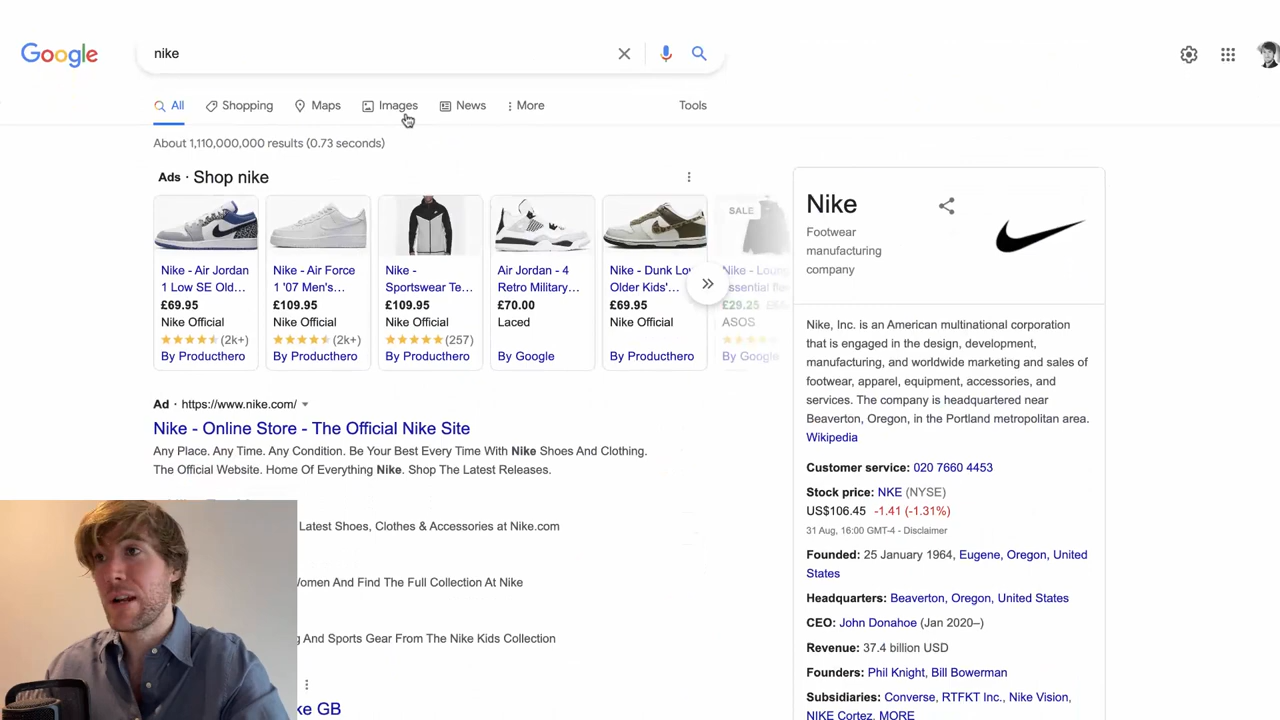 Google
nike
All
Shopping
Maps
Images
News
More
Tools
About 1,110,000,000 results (0.73 seconds)
Ads · Shop nike
SALE
Nike - Air Jordan
1 Low SE Old…
£69.95
Nike Official
(2k+)
By Producthero
Nike - Air Force
1 '07 Men's…
£109.95
Nike Official
(2k+)
By Producthero
Nike -
Sportswear Te…
£109.95
Nike Official
(257)
By Producthero
Air Jordan - 4
Retro Military…
£70.00
Laced
By Google
Nike - Dunk Lo
Older Kids'…
£69.95
Nike Official
By Producthero
Nike - Loun
ssential fle
£29.25
ASOS
By Google
Ad · https://www.nike.com/
Nike - Online Store - The Official Nike Site
Any Place. Any Time. Any Condition. Be Your Best Every Time With Nike Shoes And Clothing.
The Official Website. Home Of Everything Nike. Shop The Latest Releases.
Latest Shoes, Clothes & Accessories at Nike.com
omen And Find The Full Collection At Nike
g And Sports Gear From The Nike Kids Collection
ke GB
Nike
Footwear
manufacturing
company
Nike, Inc. is an American multinational corporation
that is engaged in the design, development,
manufacturing, and worldwide marketing and sales of
footwear, apparel, equipment, accessories, and
services. The company is headquartered near
Beaverton, Oregon, in the Portland metropolitan area.
Wikipedia
Customer service: 020 7660 4453
Stock price: NKE (NYSE)
US$106.45 -1.41 (-1.31%)
31 Aug, 16:00 GMT-4 - Disclaimer
Founded: 25 January 1964, Eugene, Oregon, United
States
Headquarters: Beaverton, Oregon, United States
CEO: John Donahoe (Jan 2020–)
Revenue: 37.4 billion USD
Founders: Phil Knight, Bill Bowerman
Subsidiaries: Converse, RTFKT Inc., Nike Vision,
NIKE Cortez, MORE